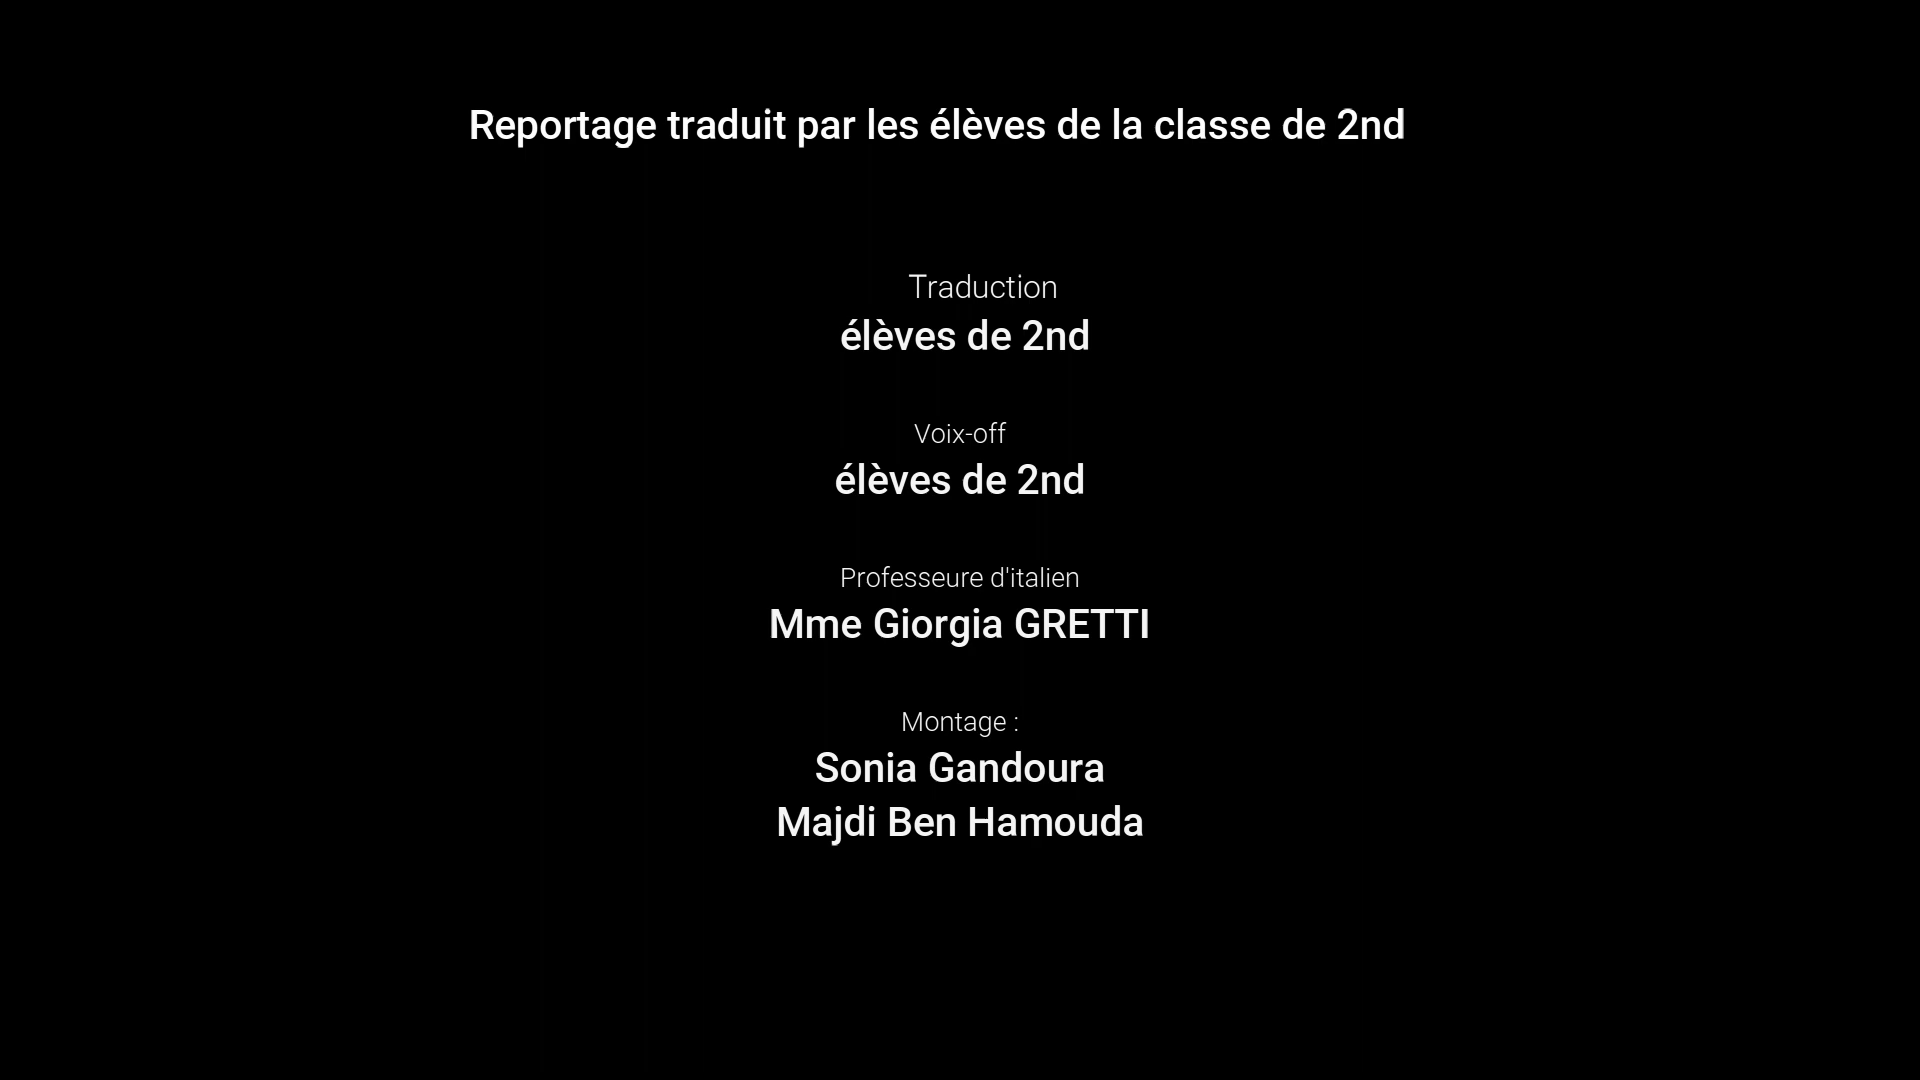 Reportage traduit par les élèves de la classe de 2nd
Traduction
élèves de 2nd
Voix-off
élèves de 2nd
Professeure d'italien
Mme Giorgia GRETTI
Montage :
Sonia Gandoura
Majdi Ben Hamouda